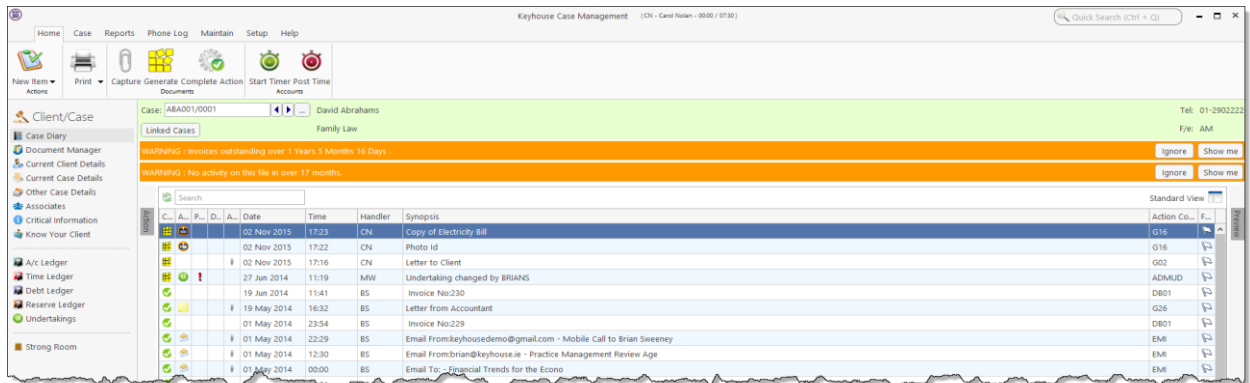 Keyhouse Case Management (CN - Carol Nolan - 00:00 / 07:30)
Quick Search (Ctrl + Q)
Home Case Reports Phone Log Maintain Setup Help
New Item Print Capture Generate Complete Action Start Timer Post Time
Actions Documents Accounts
Client/Case
Case Diary
Document Manager
Current Client Details
Current Case Details
Other Case Details
Associates
Critical Information
Know Your Client
A/c Ledger
Time Ledger
Debt Ledger
Reserve Ledger
Undertakings
Strong Room
Case: ABA001/0001 ... David Abrahams Tel: 01-2902222
Linked Cases Family Law F/e: AM
WARNING : Invoices outstanding over 1 Years 5 Months 16 Days . Ignore Show me
WARNING : No activity on this file in over 17 months. Ignore Show me
Search Standard View
Action
Preview
C... A... P... D.. A... Date Time Handler Synopsis Action Co... F...
02 Nov 2015 17:23 CN Copy of Electricity Bill G16
02 Nov 2015 17:22 CN Photo Id G16
02 Nov 2015 17:16 CN Letter to Client G02
27 Jun 2014 11:19 MW Undertaking changed by BRIANS ADMUD
19 Jun 2014 11:41 BS Invoice No:230 DB01
19 May 2014 16:32 BS Letter from Accountant G26
01 May 2014 23:54 BS Invoice No:229 DB01
01 May 2014 22:29 BS Email From:keyhousedemo@gmail.com - Mobile Call to Brian Sweeney EMI
01 May 2014 12:30 BS Email From:brian@keyhouse.ie - Practice Management Review Age EMI
01 May 2014 00:00 BS Email To: - Financial Trends for the Econo EMI